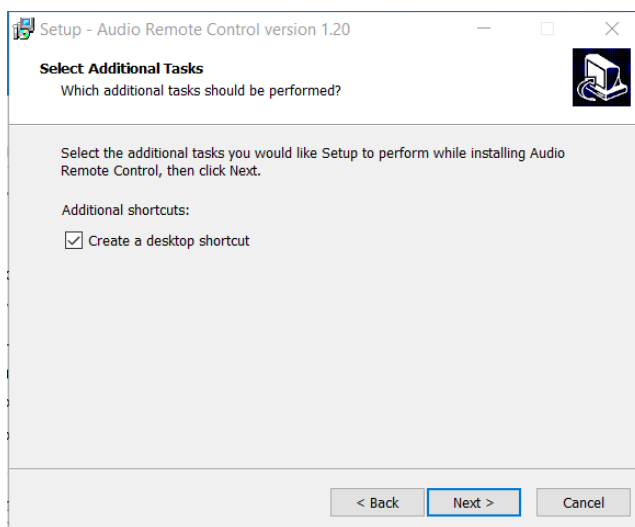 Setup - Audio Remote Control version 1.20
Select Additional Tasks
Which additional tasks should be performed?
Select the additional tasks you would like Setup to perform while installing Audio
Remote Control, then click Next.
Additional shortcuts:
Create a desktop shortcut
< Back
Next >
Cancel